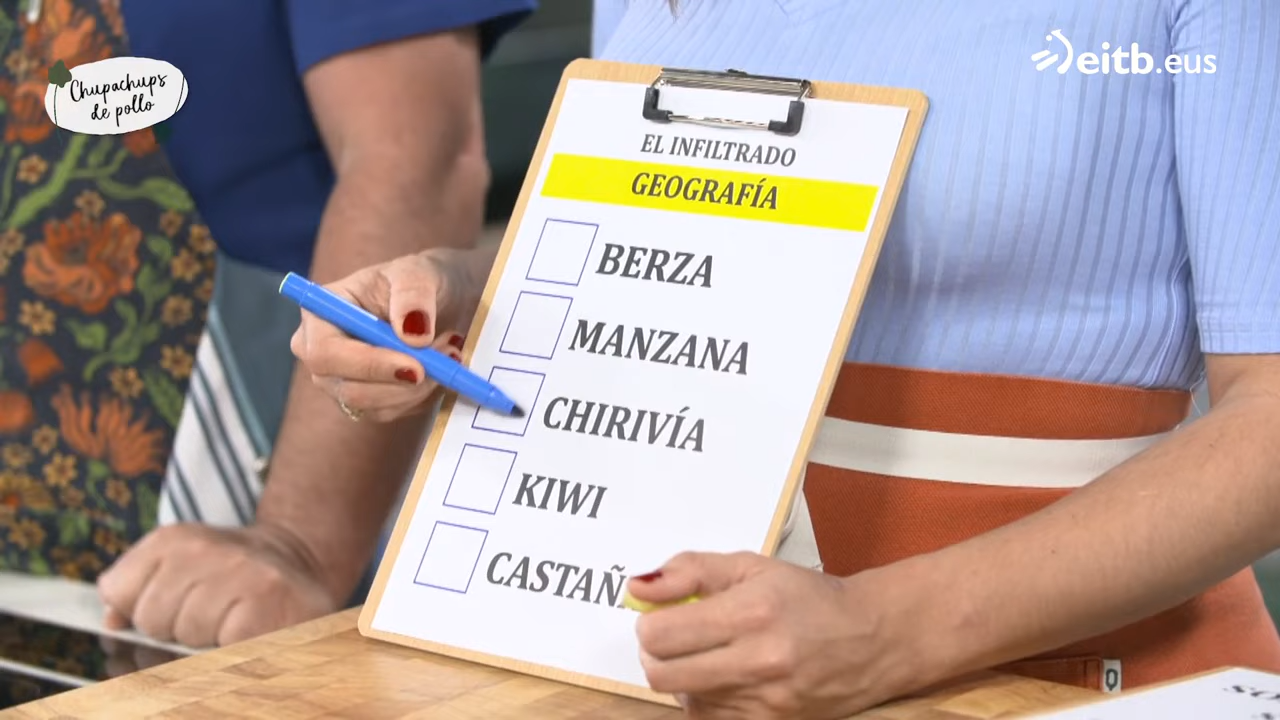 Chupachups
de pollo
eitb.eus
EL INFILTRADO
GEOGRAFÍA
BERZA
MANZANA
CHIRIVÍA
KIWI
CASTAÑ